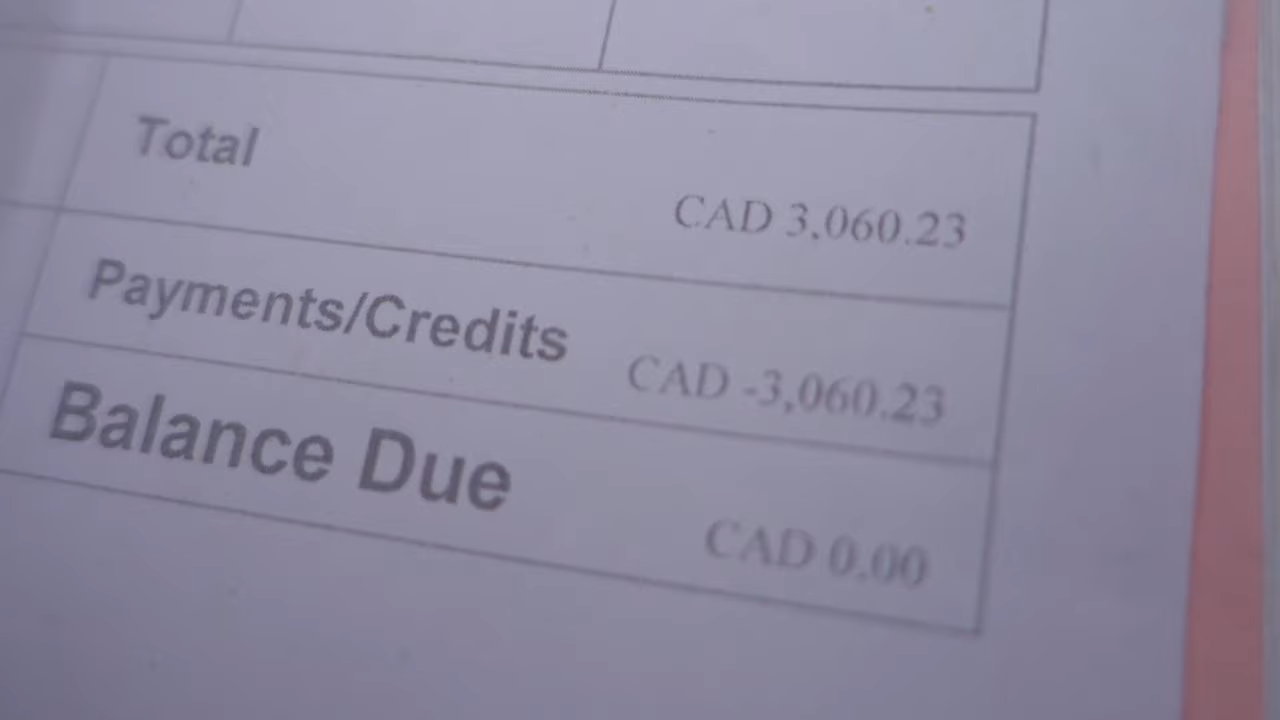 Total
CAD 3,060.23
Payments/Credits
CAD -3,060.23
Balance Due
CAD 0.00